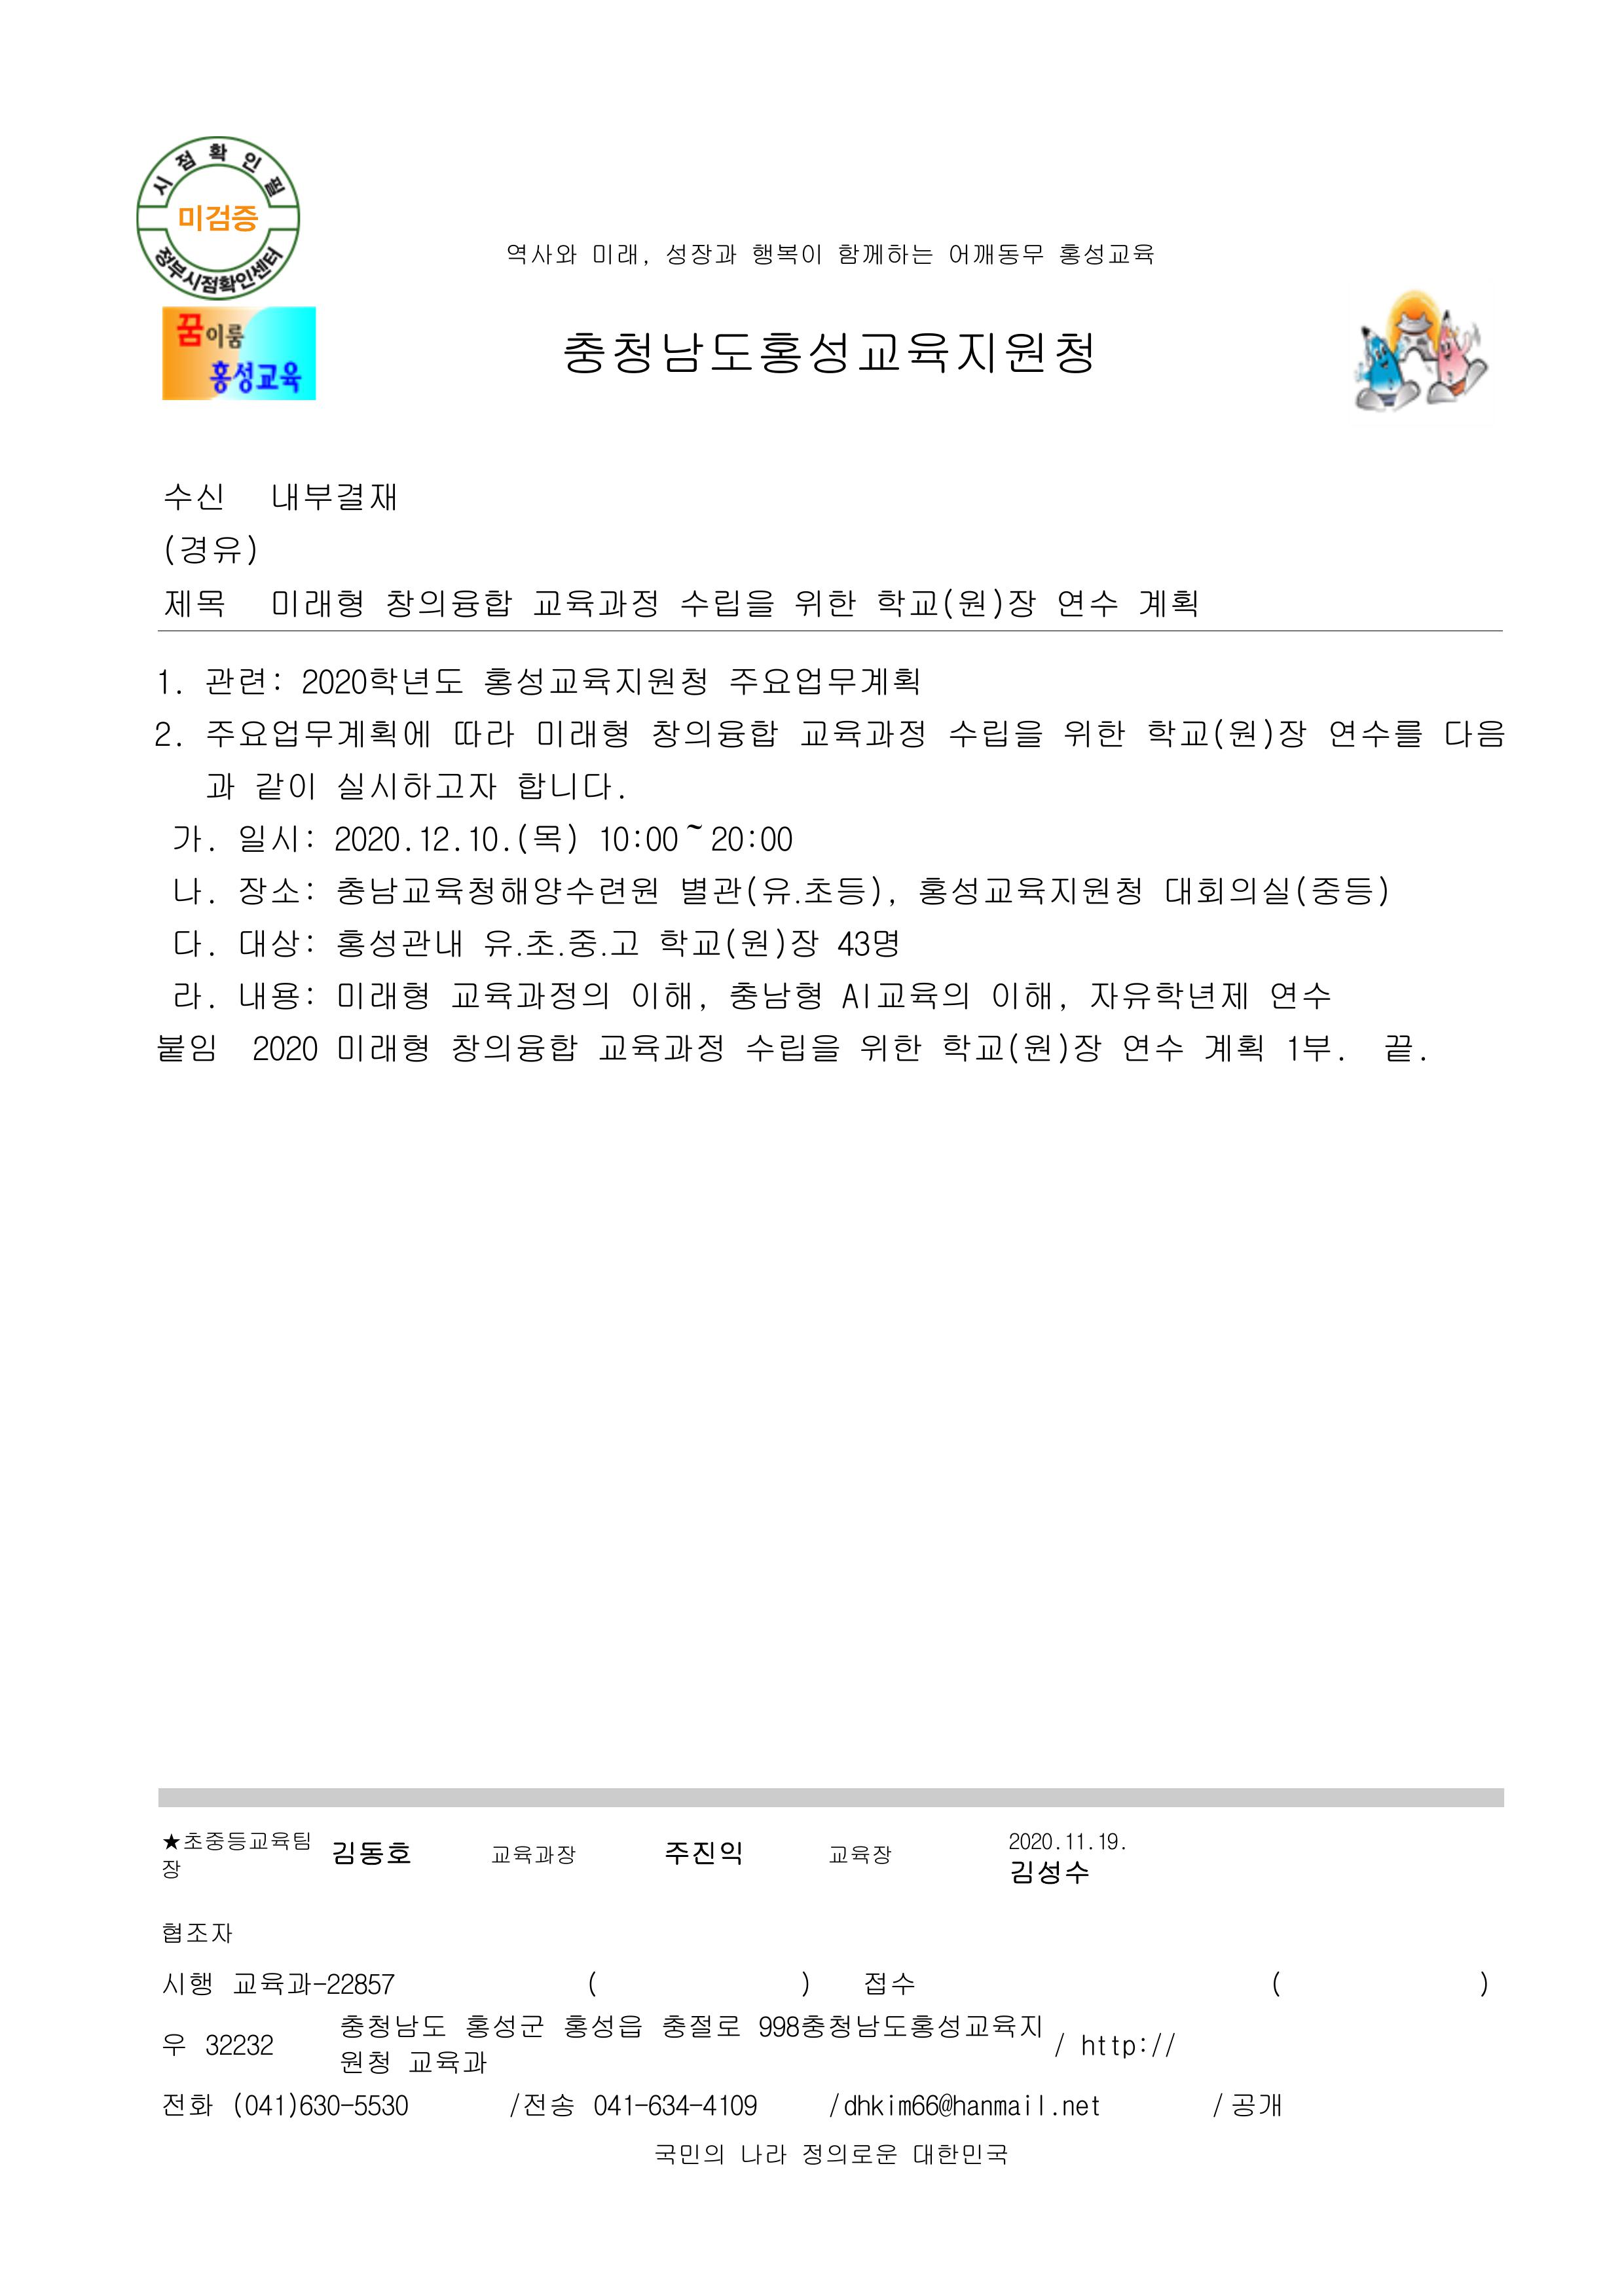 시점확인필
미검증
정부시점확인센터
역사와 미래, 성장과 행복이 함께하는 어깨동무 홍성교육
꿈이룸
홍성교육
충청남도홍성교육지원청
수신 내부결재
(경유)
제목 미래형 창의융합 교육과정 수립을 위한 학교(원)장 연수 계획
1. 관련: 2020학년도 홍성교육지원청 주요업무계획
2. 주요업무계획에 따라 미래형 창의융합 교육과정 수립을 위한 학교(원)장 연수를 다음
과 같이 실시하고자 합니다.
가. 일시: 2020.12.10.(목) 10:00~20:00
나. 장소: 충남교육청해양수련원 별관(유.초등), 홍성교육지원청 대회의실(중등)
다. 대상: 홍성관내 유.초.중.고 학교(원)장 43명
라. 내용: 미래형 교육과정의 이해, 충남형 AI교육의 이해, 자유학년제 연수
붙임 2020 미래형 창의융합 교육과정 수립을 위한 학교(원)장 연수 계획 1부. 끝.
★초중등교육팀
장 김동호 교육과장 주진익 교육장 2020.11.19.
김성수
협조자
시행 교육과-22857 ( ) 접수 ( )
우 32232 충청남도 홍성군 홍성읍 충절로 998충청남도홍성교육지
원청 교육과 / http://
전화 (041)630-5530 /전송 041-634-4109 /dhkim66@hanmail.net / 공개
국민의 나라 정의로운 대한민국